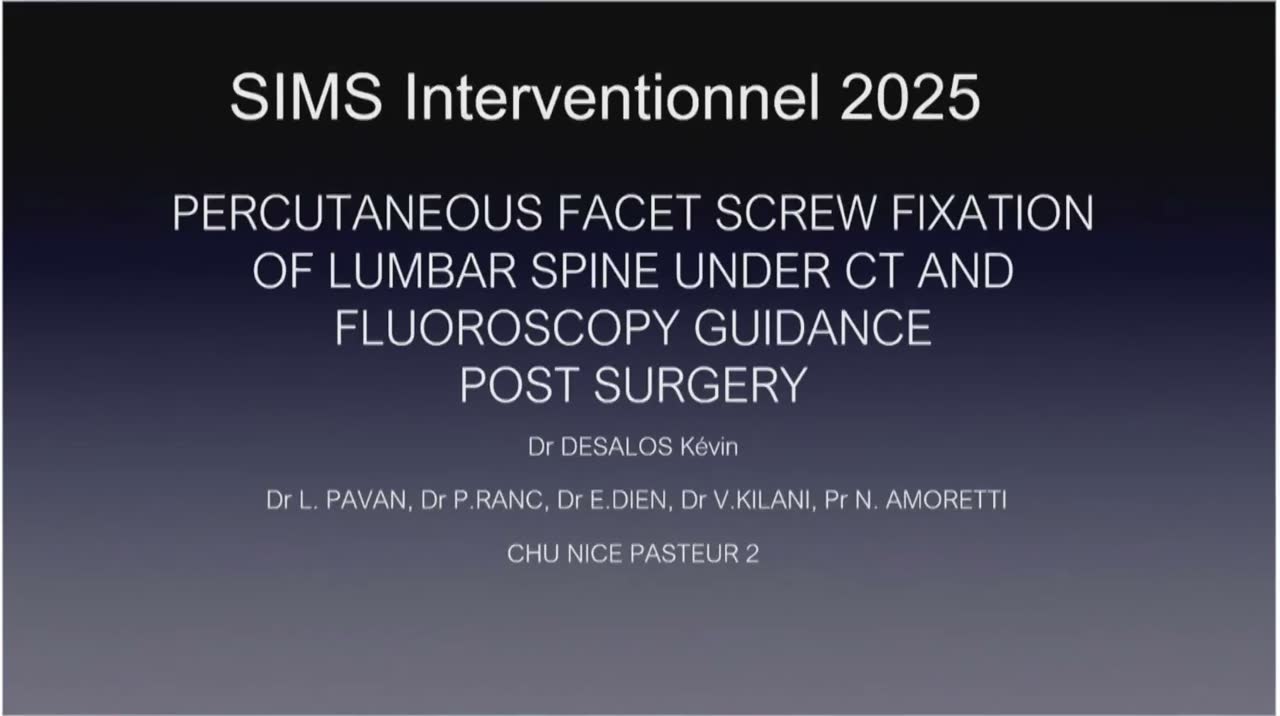 SIMS Interventionnel 2025
PERCUTANEOUS FACET SCREW FIXATION
OF LUMBAR SPINE UNDER CT AND
FLUOROSCOPY GUIDANCE
POST SURGERY
Dr DESALOS Kévin
Dr L. PAVAN, Dr P.RANC, Dr E.DIEN, Dr V.KILANI, Pr N. AMORETTI
CHU NICE PASTEUR 2